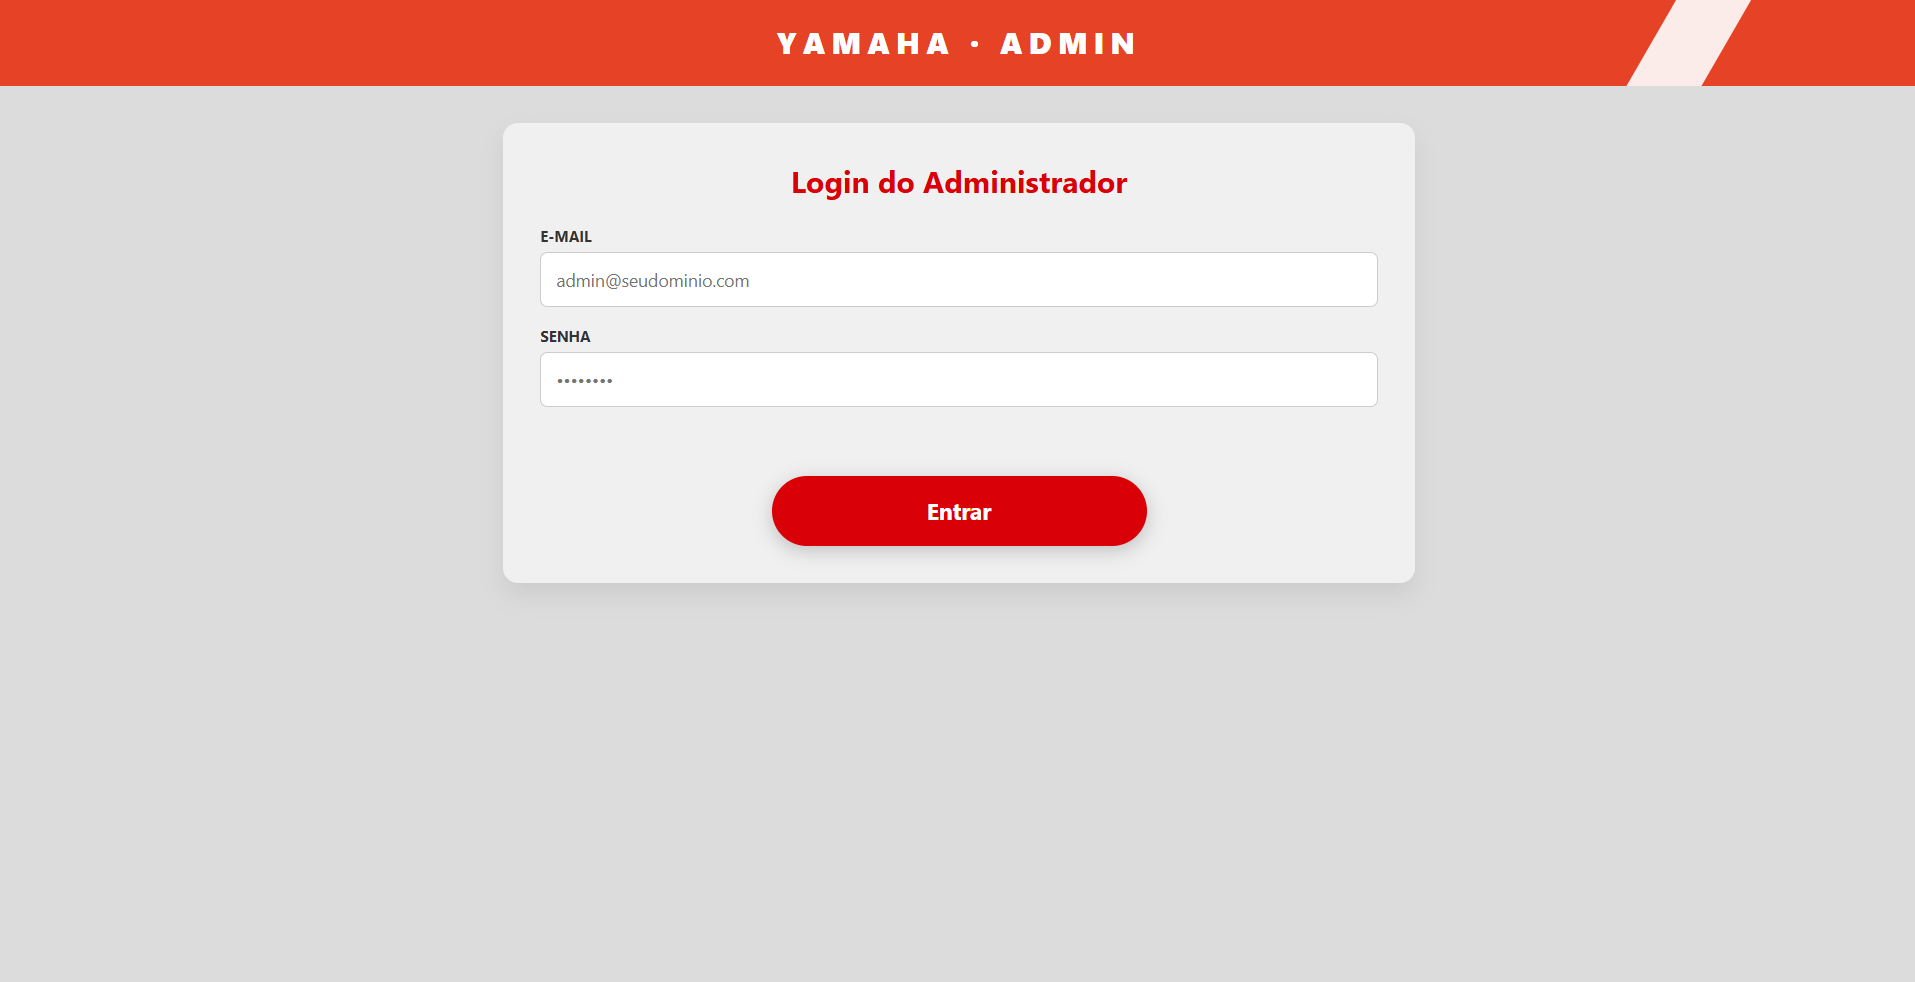 YAMAHA · ADMIN
Login do Administrador
E-MAIL
admin@seudominio.com
SENHA
••••••••
Entrar